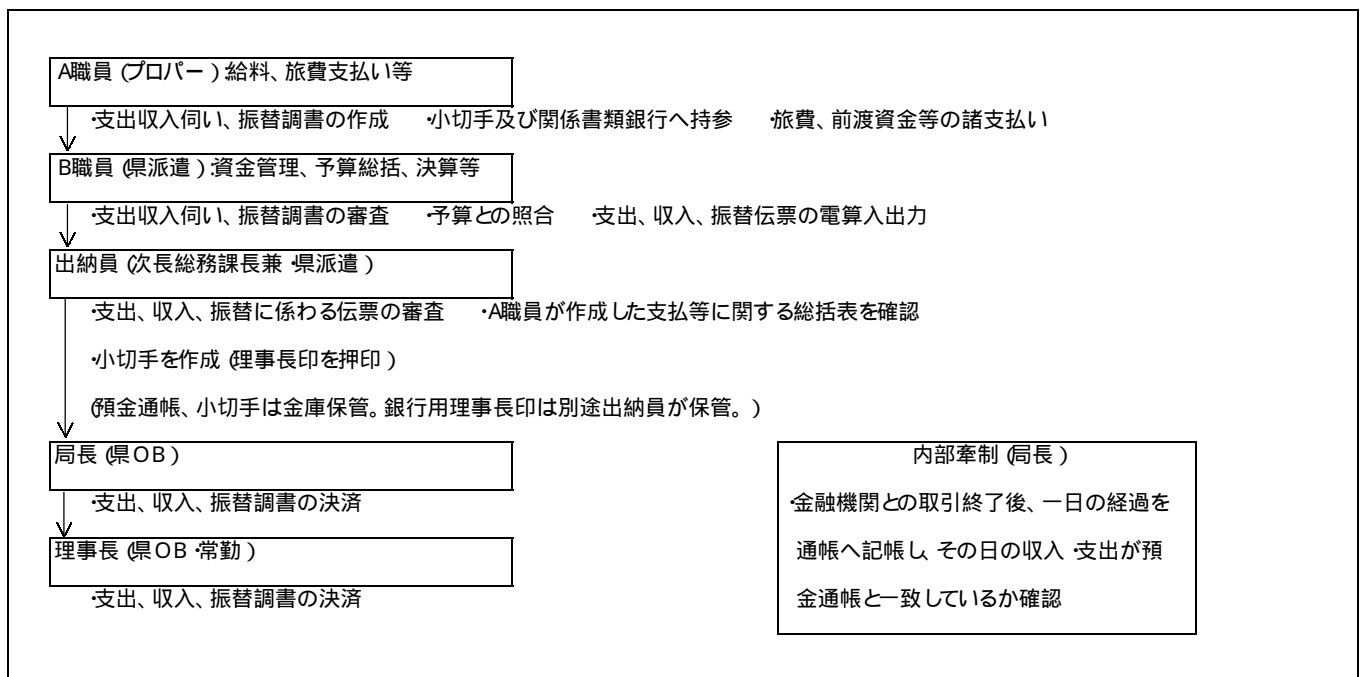 A職員(プロパー):給料、旅費支払い等
・支出収入伺い、振替調書の作成　・小切手及び関係書類銀行へ持参　・旅費、前渡資金等の諸支払い
B職員(県派遣):資金管理、予算総括、決算等
・支出収入伺い、振替調書の審査　・予算との照合　・支出、収入、振替伝票の電算入出力
出納員(次長総務課長兼・県派遣)
・支出、収入、振替に係わる伝票の審査　・A職員が作成した支払等に関する総括表を確認
・小切手を作成(理事長印を押印)
(預金通帳、小切手は金庫保管。銀行用理事長印は別途出納員が保管。)
局長(県OB)
・支出、収入、振替調書の決済
理事長(県OB・常勤)
・支出、収入、振替調書の決済
内部牽制(局長)
・金融機関との取引終了後、一日の経過を
通帳へ記帳し、その日の収入・支出が預
金通帳と一致しているか確認